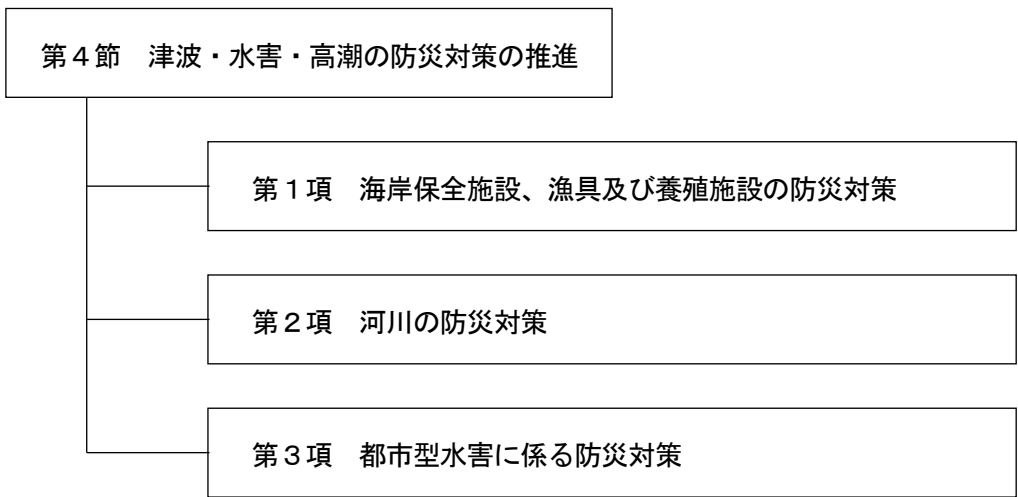 第４節　津波・水害・高潮の防災対策の推進
第１項　海岸保全施設、漁具及び養殖施設の防災対策
第２項　河川の防災対策
第３項　都市型水害に係る防災対策